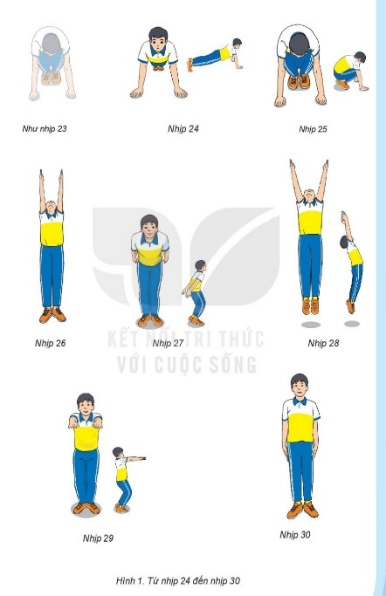 Như nhịp 23
Nhịp 24
Nhịp 25
Nhịp 26
Nhịp 27
Nhịp 28
KẾT NỐI TRI THỨC
VỚI CUỘC SỐNG
Nhịp 29
Nhịp 30
Hình 1. Từ nhịp 24 đến nhịp 30